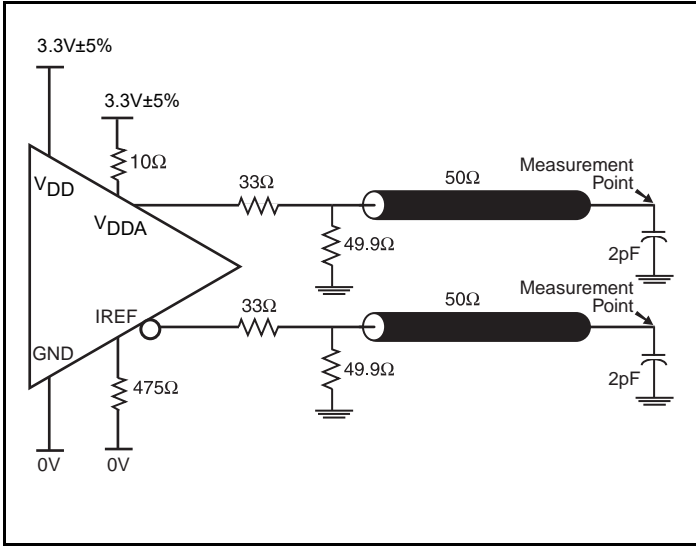 3.3V±5%
3.3V±5%
10Ω
VDD
VDDA
33Ω
50Ω
Measurement
Point
49.9Ω
2pF
33Ω
50Ω
Measurement
Point
IREF
49.9Ω
2pF
GND
475Ω
0V
0V